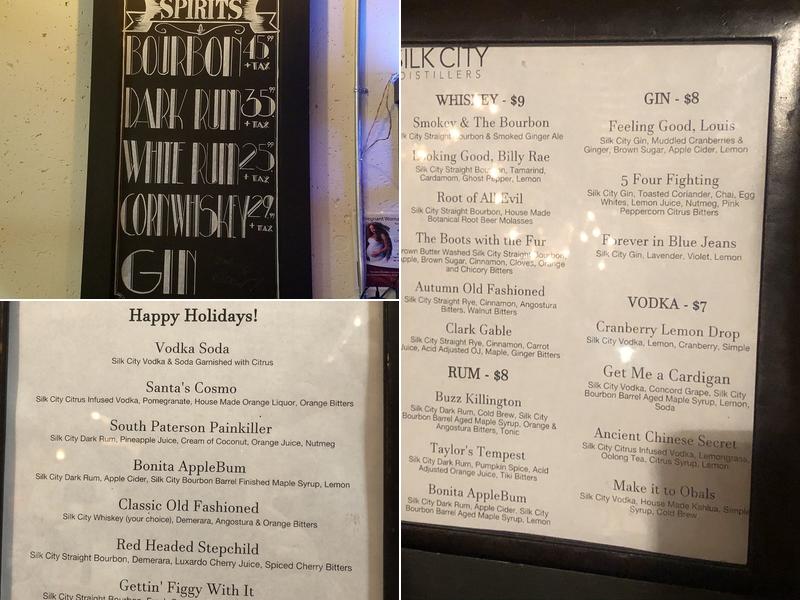 SPIRITS
BOURBON 45.99
+ TAX
DARK RUM 35.99
+ TAX
WHITE RUM 25.99
+ TAX
CORN WHISKEY 29.99
+ TAX
GIN
Happy Holidays!
Vodka Soda
Silk City Vodka & Soda Garnished with Citrus
Santa's Cosmo
Silk City Citrus Infused Vodka, Pomegranate, House Made Orange Liquor, Orange Bitters
South Paterson Painkiller
Silk City Dark Rum, Pineapple Juice, Cream of Coconut, Orange Juice, Nutmeg
Bonita AppleBum
Silk City Dark Rum, Apple Cider, Silk City Bourbon Barrel Finished Maple Syrup, Lemon
Classic Old Fashioned
Silk City Whiskey (your choice), Demerara, Angostura & Orange Bitters
Red Headed Stepchild
Silk City Straight Bourbon, Demerara, Luxardo Cherry Juice, Spiced Cherry Bitters
Gettin' Figgy With It
Silk City Straight Bourbon,
SILK CITY
DISTILLERS
WHISKEY - $9
Smokey & The Bourbon
Silk City Straight Bourbon & Smoked Ginger Ale
Looking Good, Billy Rae
Silk City Straight Bourbon, Tamarind,
Cardamom, Ghost Pepper, Lemon
Root of All Evil
Silk City Straight Bourbon, House Made
Botanical Root Beer Molasses
The Boots with the Fur
Brown Butter Washed Silk City Straight Bourbon,
Apple, Brown Sugar, Cinnamon, Cloves, Orange
and Chicory Bitters
Autumn Old Fashioned
Silk City Straight Rye, Cinnamon, Angostura
Bitters, Walnut Bitters
Clark Gable
Silk City Straight Rye, Cinnamon, Carrot
Juice, Acid Adjusted OJ, Maple, Ginger Bitters
RUM - $8
Buzz Killington
Silk City Dark Rum, Cold Brew, Silk City
Bourbon Barrel Aged Maple Syrup, Orange &
Angostura Bitters, Tonic
Taylor's Tempest
Silk City Dark Rum, Pumpkin Spice, Acid
Adjusted Orange Juice, Tiki Bitters
Bonita AppleBum
Silk City Dark Rum, Apple Cider, Silk City
Bourbon Barrel Aged Maple Syrup, Lemon
GIN - $8
Feeling Good, Louis
Silk City Gin, Muddled Cranberries &
Ginger, Brown Sugar, Apple Cider, Lemon
5 Four Fighting
Silk City Gin, Toasted Coriander, Chai, Egg
Whites, Lemon Juice, Nutmeg, Pink
Peppercorn Citrus Bitters
Forever in Blue Jeans
Silk City Gin, Lavender, Violet, Lemon
VODKA - $7
Cranberry Lemon Drop
Silk City Vodka, Lemon, Cranberry, Simple
Get Me a Cardigan
Silk City Vodka, Concord Grape, Silk City
Bourbon Barrel Aged Maple Syrup, Lemon,
Soda
Ancient Chinese Secret
Silk City Citrus Infused Vodka, Lemongrass,
Oolong Tea, Citrus Syrup, Lemon
Make it to Obals
Silk City Vodka, House Made Kahlua, Simple
Syrup, Cold Brew